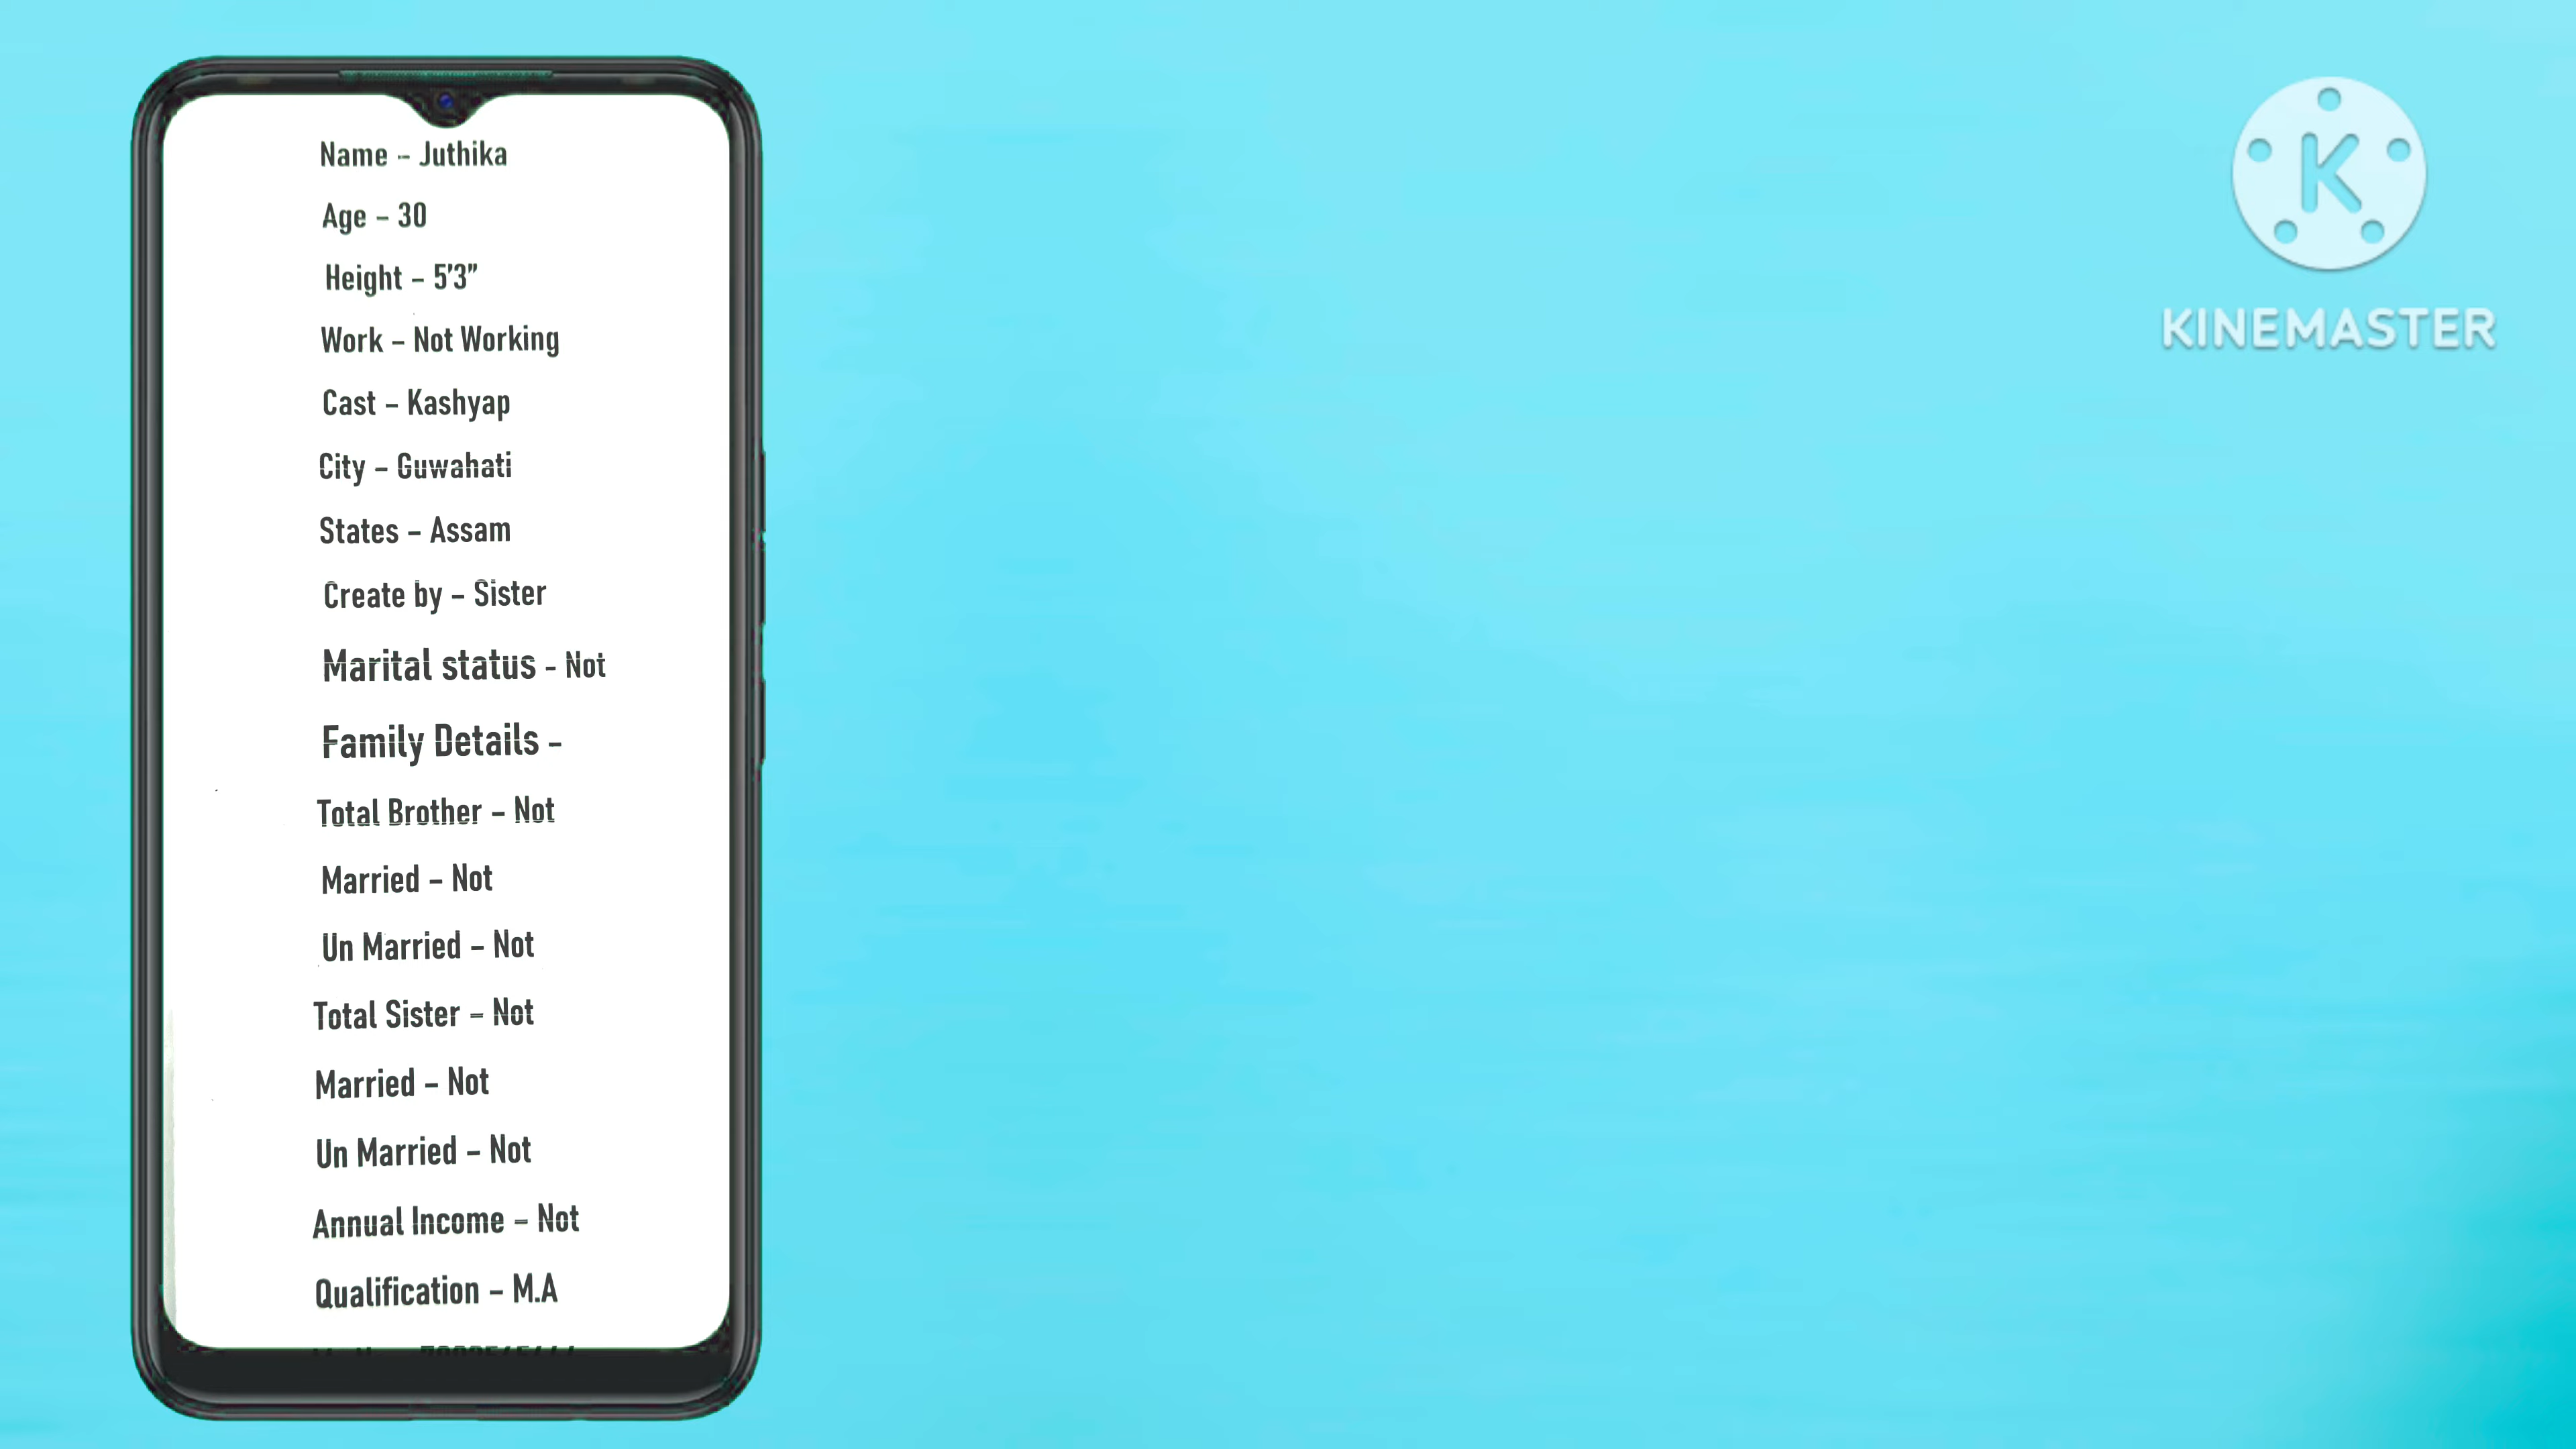 Name – Juthika
Age – 30
Height – 5'3"
Work – Not Working
Cast – Kashyap
City – Guwahati
States – Assam
Create by – Sister
Marital status - Not
Family Details –
Total Brother – Not
Married – Not
Un Married – Not
Total Sister – Not
Married – Not
Un Married – Not
Annual Income – Not
Qualification – M.A
K
KINEMASTER